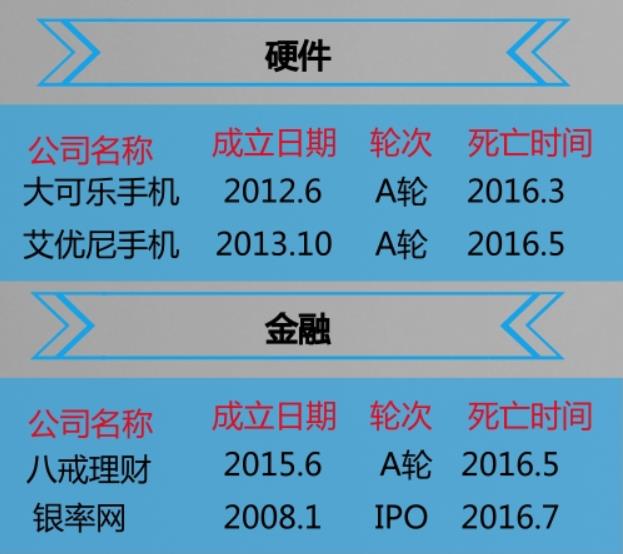 硬件
公司名称 成立日期 轮次 死亡时间
大可乐手机 2012.6 A轮 2016.3
艾优尼手机 2013.10 A轮 2016.5
金融
公司名称 成立日期 轮次 死亡时间
八戒理财 2015.6 A轮 2016.5
银率网 2008.1 IPO 2016.7